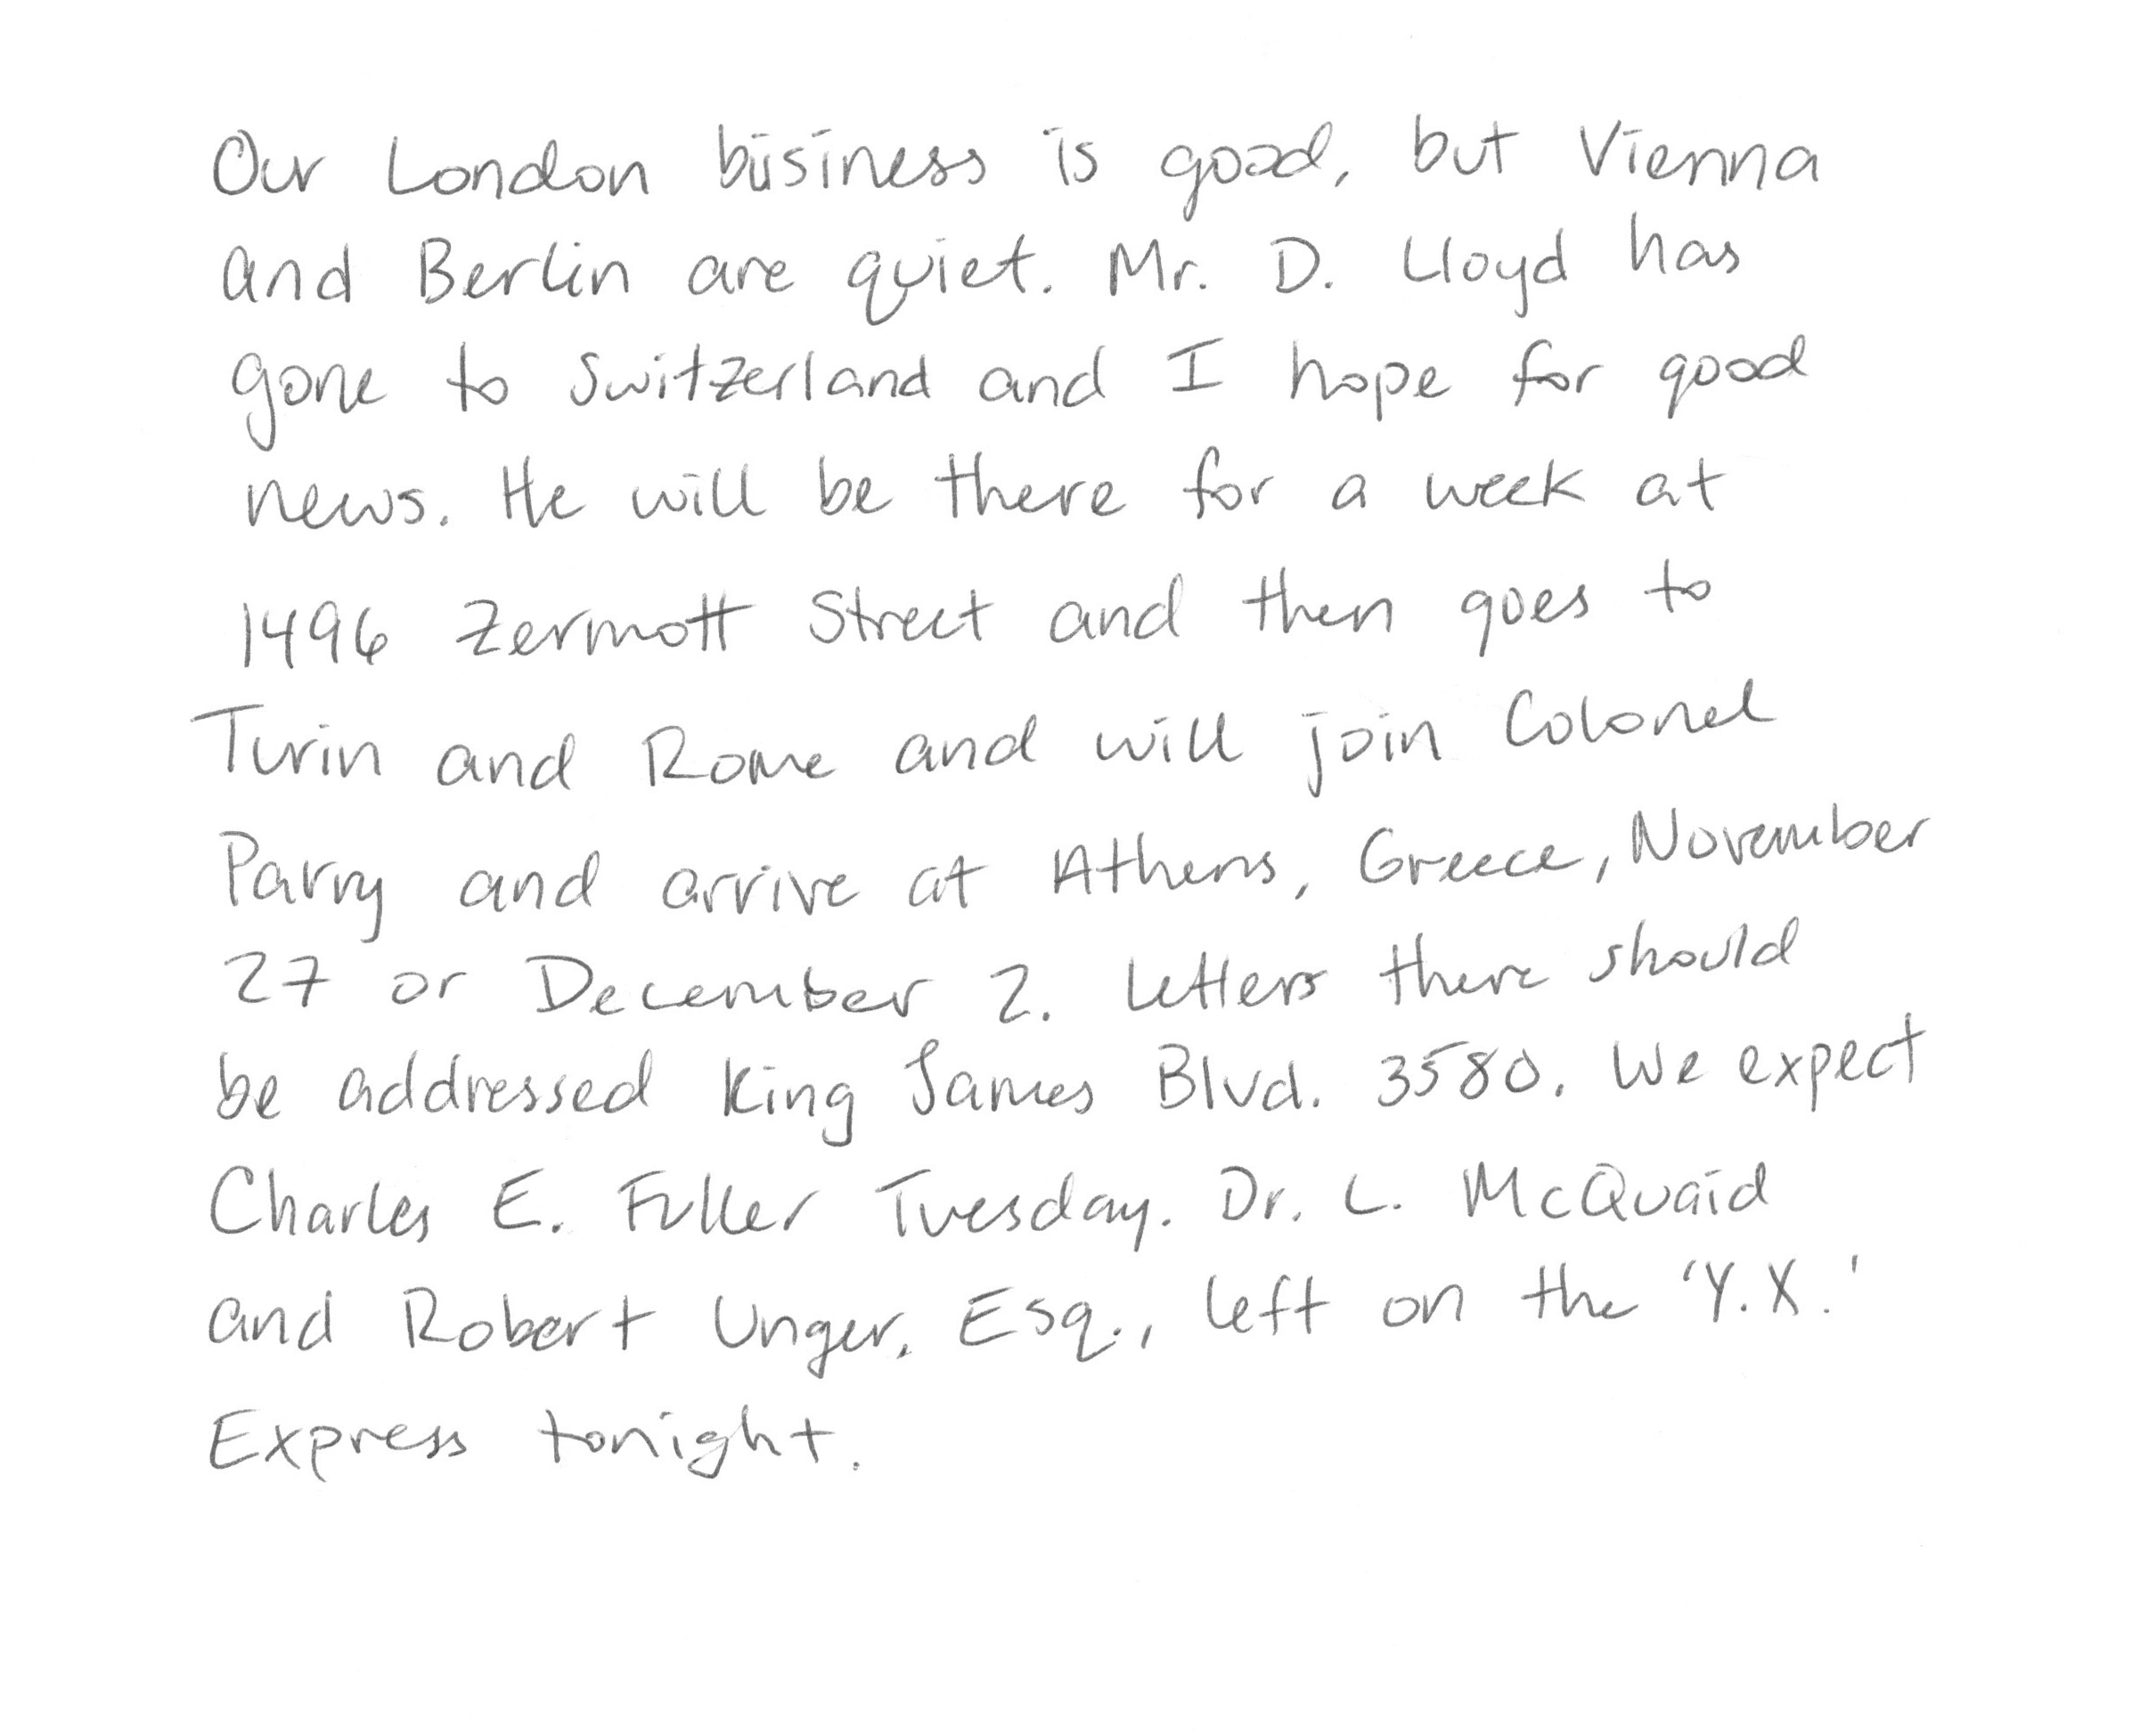 Our London business is good, but Vienna
and Berlin are quiet. Mr. D. Lloyd has
gone to Switzerland and I hope for good
news. He will be there for a week at
1496 Zermott Street and then goes to
Turin and Rome and will join Colonel
Parry and arrive at Athens, Greece, November
27 or December 2. Letters there should
be addressed King James Blvd. 3580. We expect
Charles E. Fuller Tuesday. Dr. L. McQuaid
and Robert Unger, Esq., left on the 'Y.X.'
Express tonight.